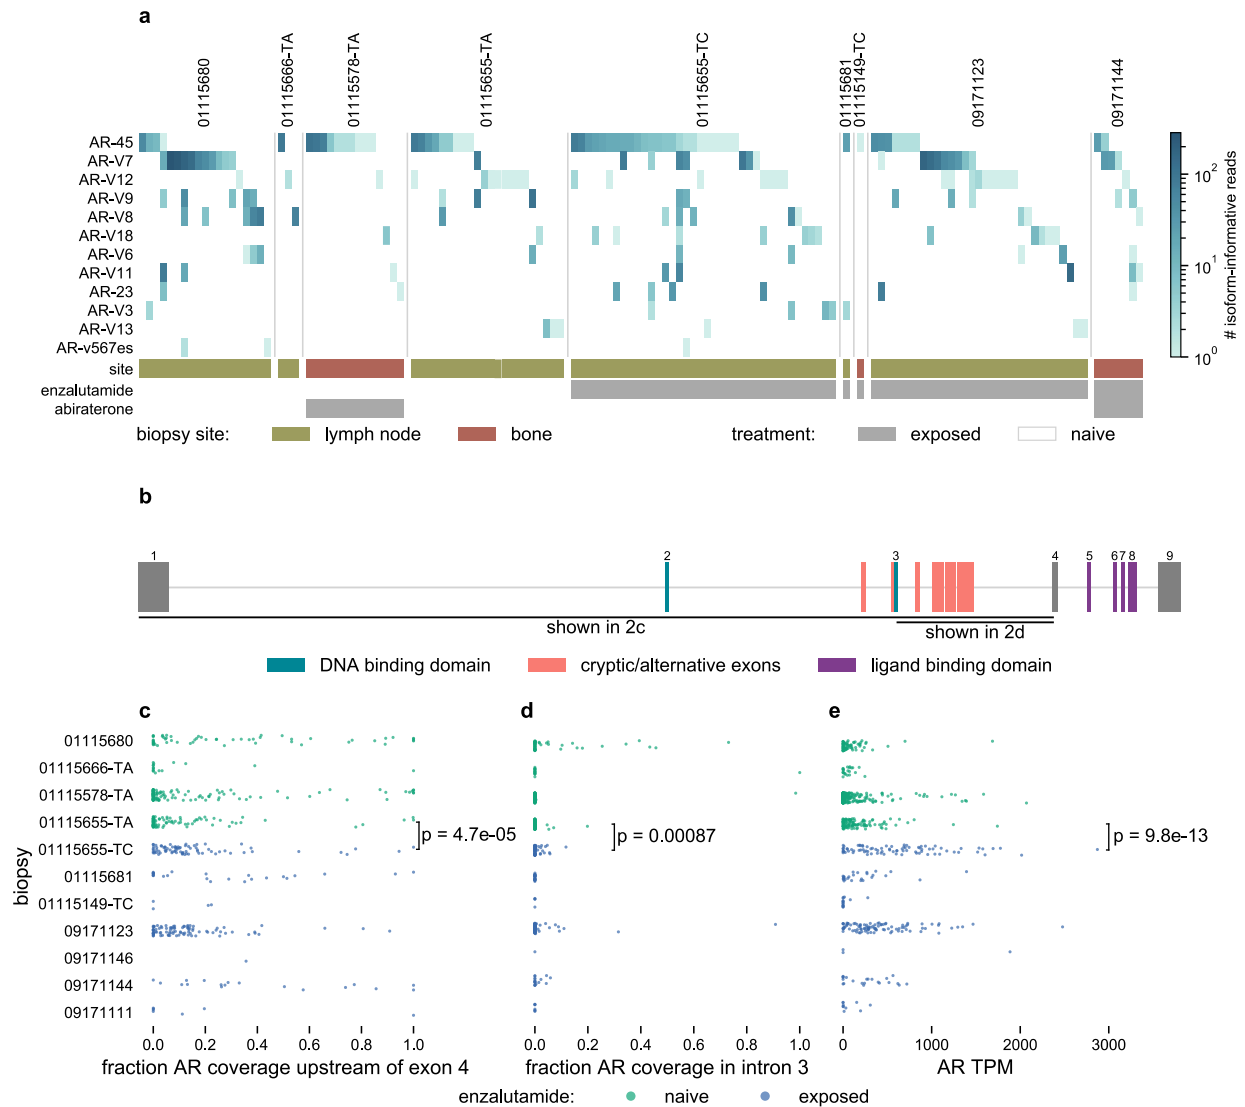 a
01115680
01115666-TA
01115578-TA
01115655-TA
01115655-TC
01115681
01115149-TC
09171123
09171144
AR-45
AR-V7
AR-V12
AR-V9
AR-V8
AR-V18
AR-V6
AR-V11
AR-23
AR-V3
AR-V13
AR-v567es
site
enzalutamide
abiraterone
10^2
10^1
10^0
# isoform-informative reads
biopsy site: lymph node bone treatment: exposed naive
b
1 2 3 4 5 6 7 8 9
shown in 2c
shown in 2d
DNA binding domain cryptic/alternative exons ligand binding domain
c d e
biopsy
01115680
01115666-TA
01115578-TA
01115655-TA
01115655-TC
01115681
01115149-TC
09171123
09171146
09171144
09171111
p = 4.7e-05
p = 0.00087
p = 9.8e-13
0.0 0.2 0.4 0.6 0.8 1.0
fraction AR coverage upstream of exon 4
0.0 0.2 0.4 0.6 0.8 1.0
fraction AR coverage in intron 3
0 1000 2000 3000
AR TPM
enzalutamide: naive exposed